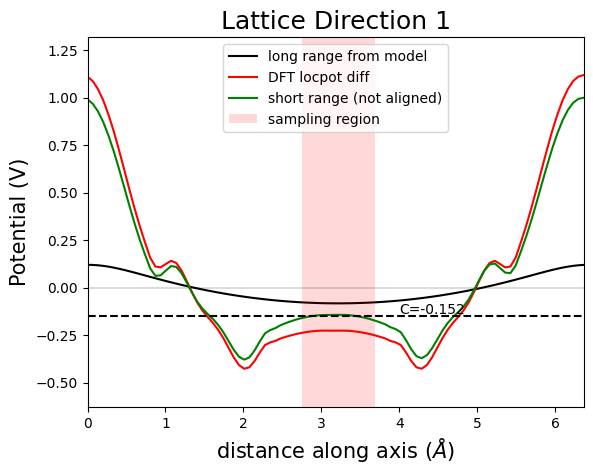 Lattice Direction 1
long range from model
DFT locpot diff
short range (not aligned)
sampling region
Potential (V)
1.25
1.00
0.75
0.50
0.25
0.00
−0.25
−0.50
C=-0.152
0 1 2 3 4 5 6
distance along axis (Å)